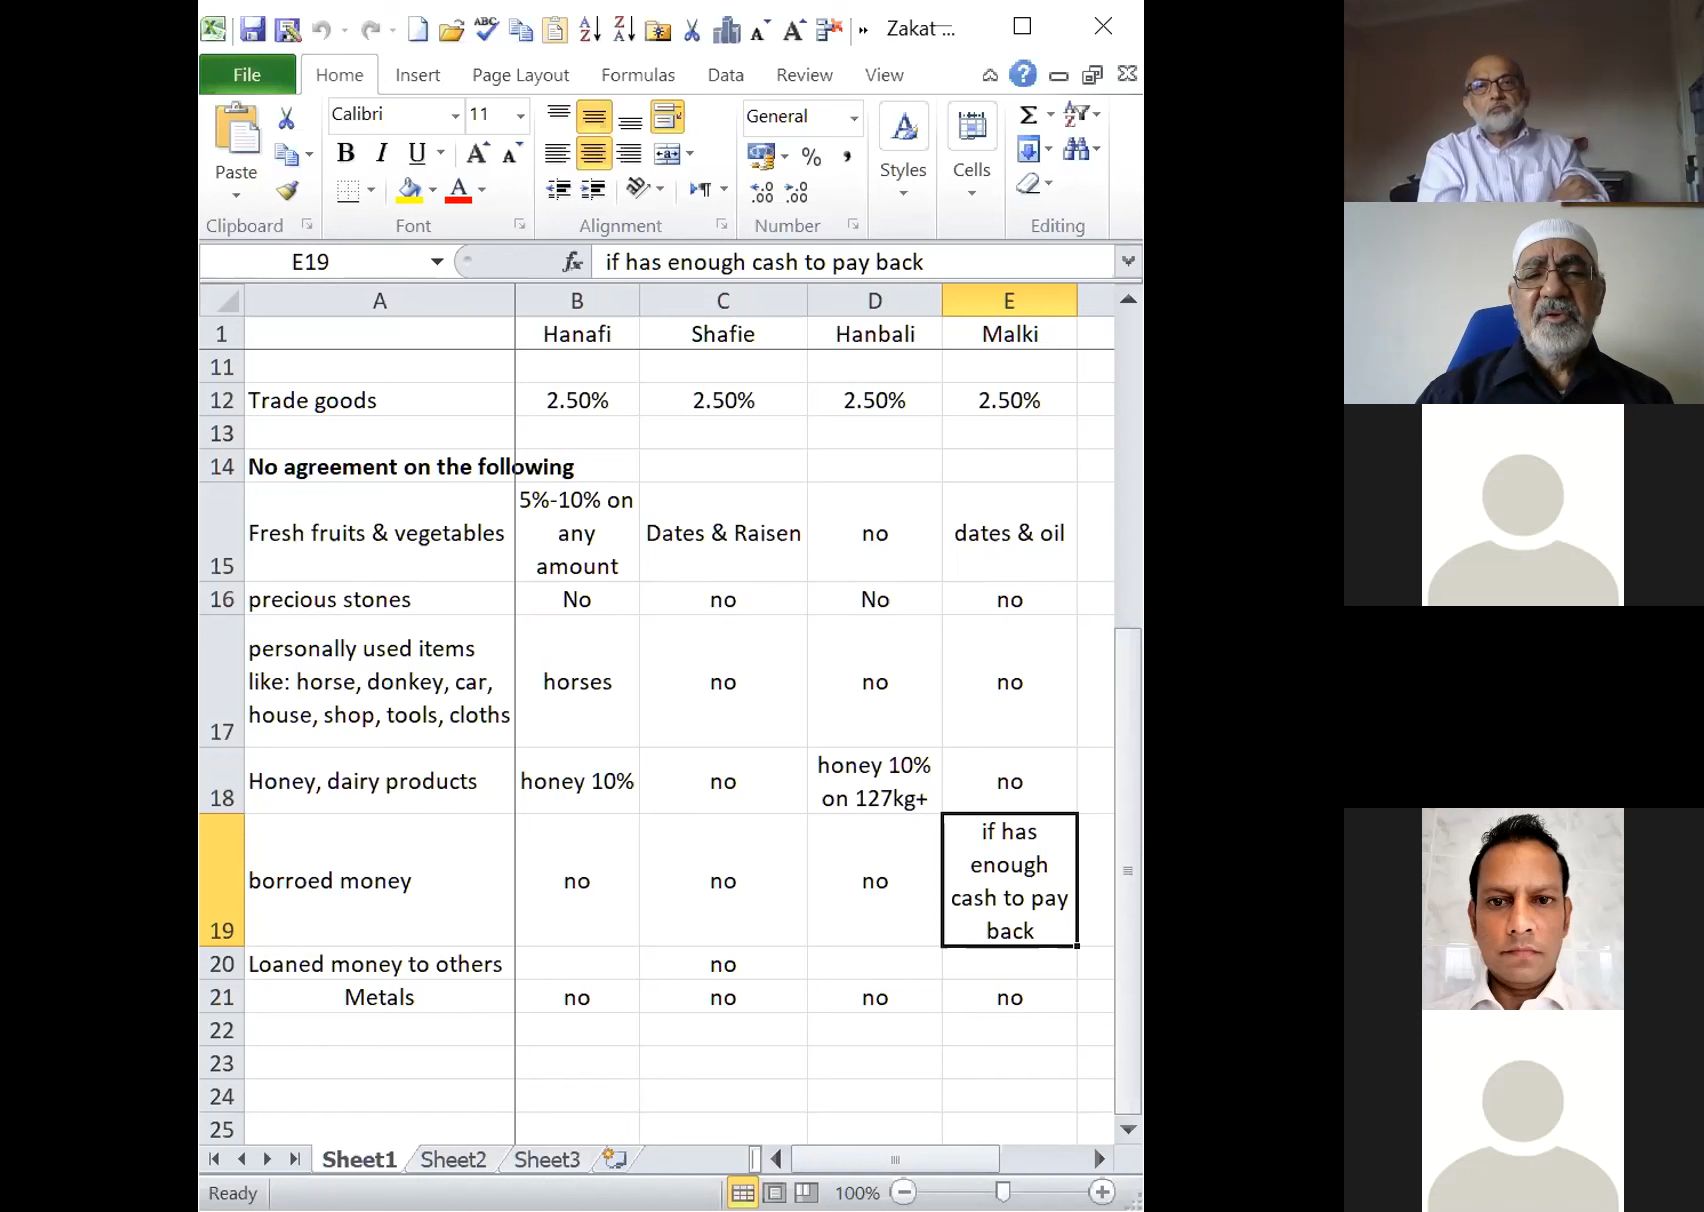 Zakat ...
File Home Insert Page Layout Formulas Data Review View
Calibri 11 General
Paste B I U A A % , Styles Cells Σ
Clipboard Font Alignment Number Editing
E19 fx if has enough cash to pay back
A B C D E
1 Hanafi Shafie Hanbali Malki
11
12 Trade goods 2.50% 2.50% 2.50% 2.50%
13
14 No agreement on the following
15 Fresh fruits & vegetables 5%-10% on any amount Dates & Raisen no dates & oil
16 precious stones No no No no
17 personally used items like: horse, donkey, car, house, shop, tools, cloths horses no no no
18 Honey, dairy products honey 10% no honey 10% on 127kg+ no
19 borroed money no no no if has enough cash to pay back
20 Loaned money to others no
21 Metals no no no no
22
23
24
25
Sheet1 Sheet2 Sheet3
Ready 100%